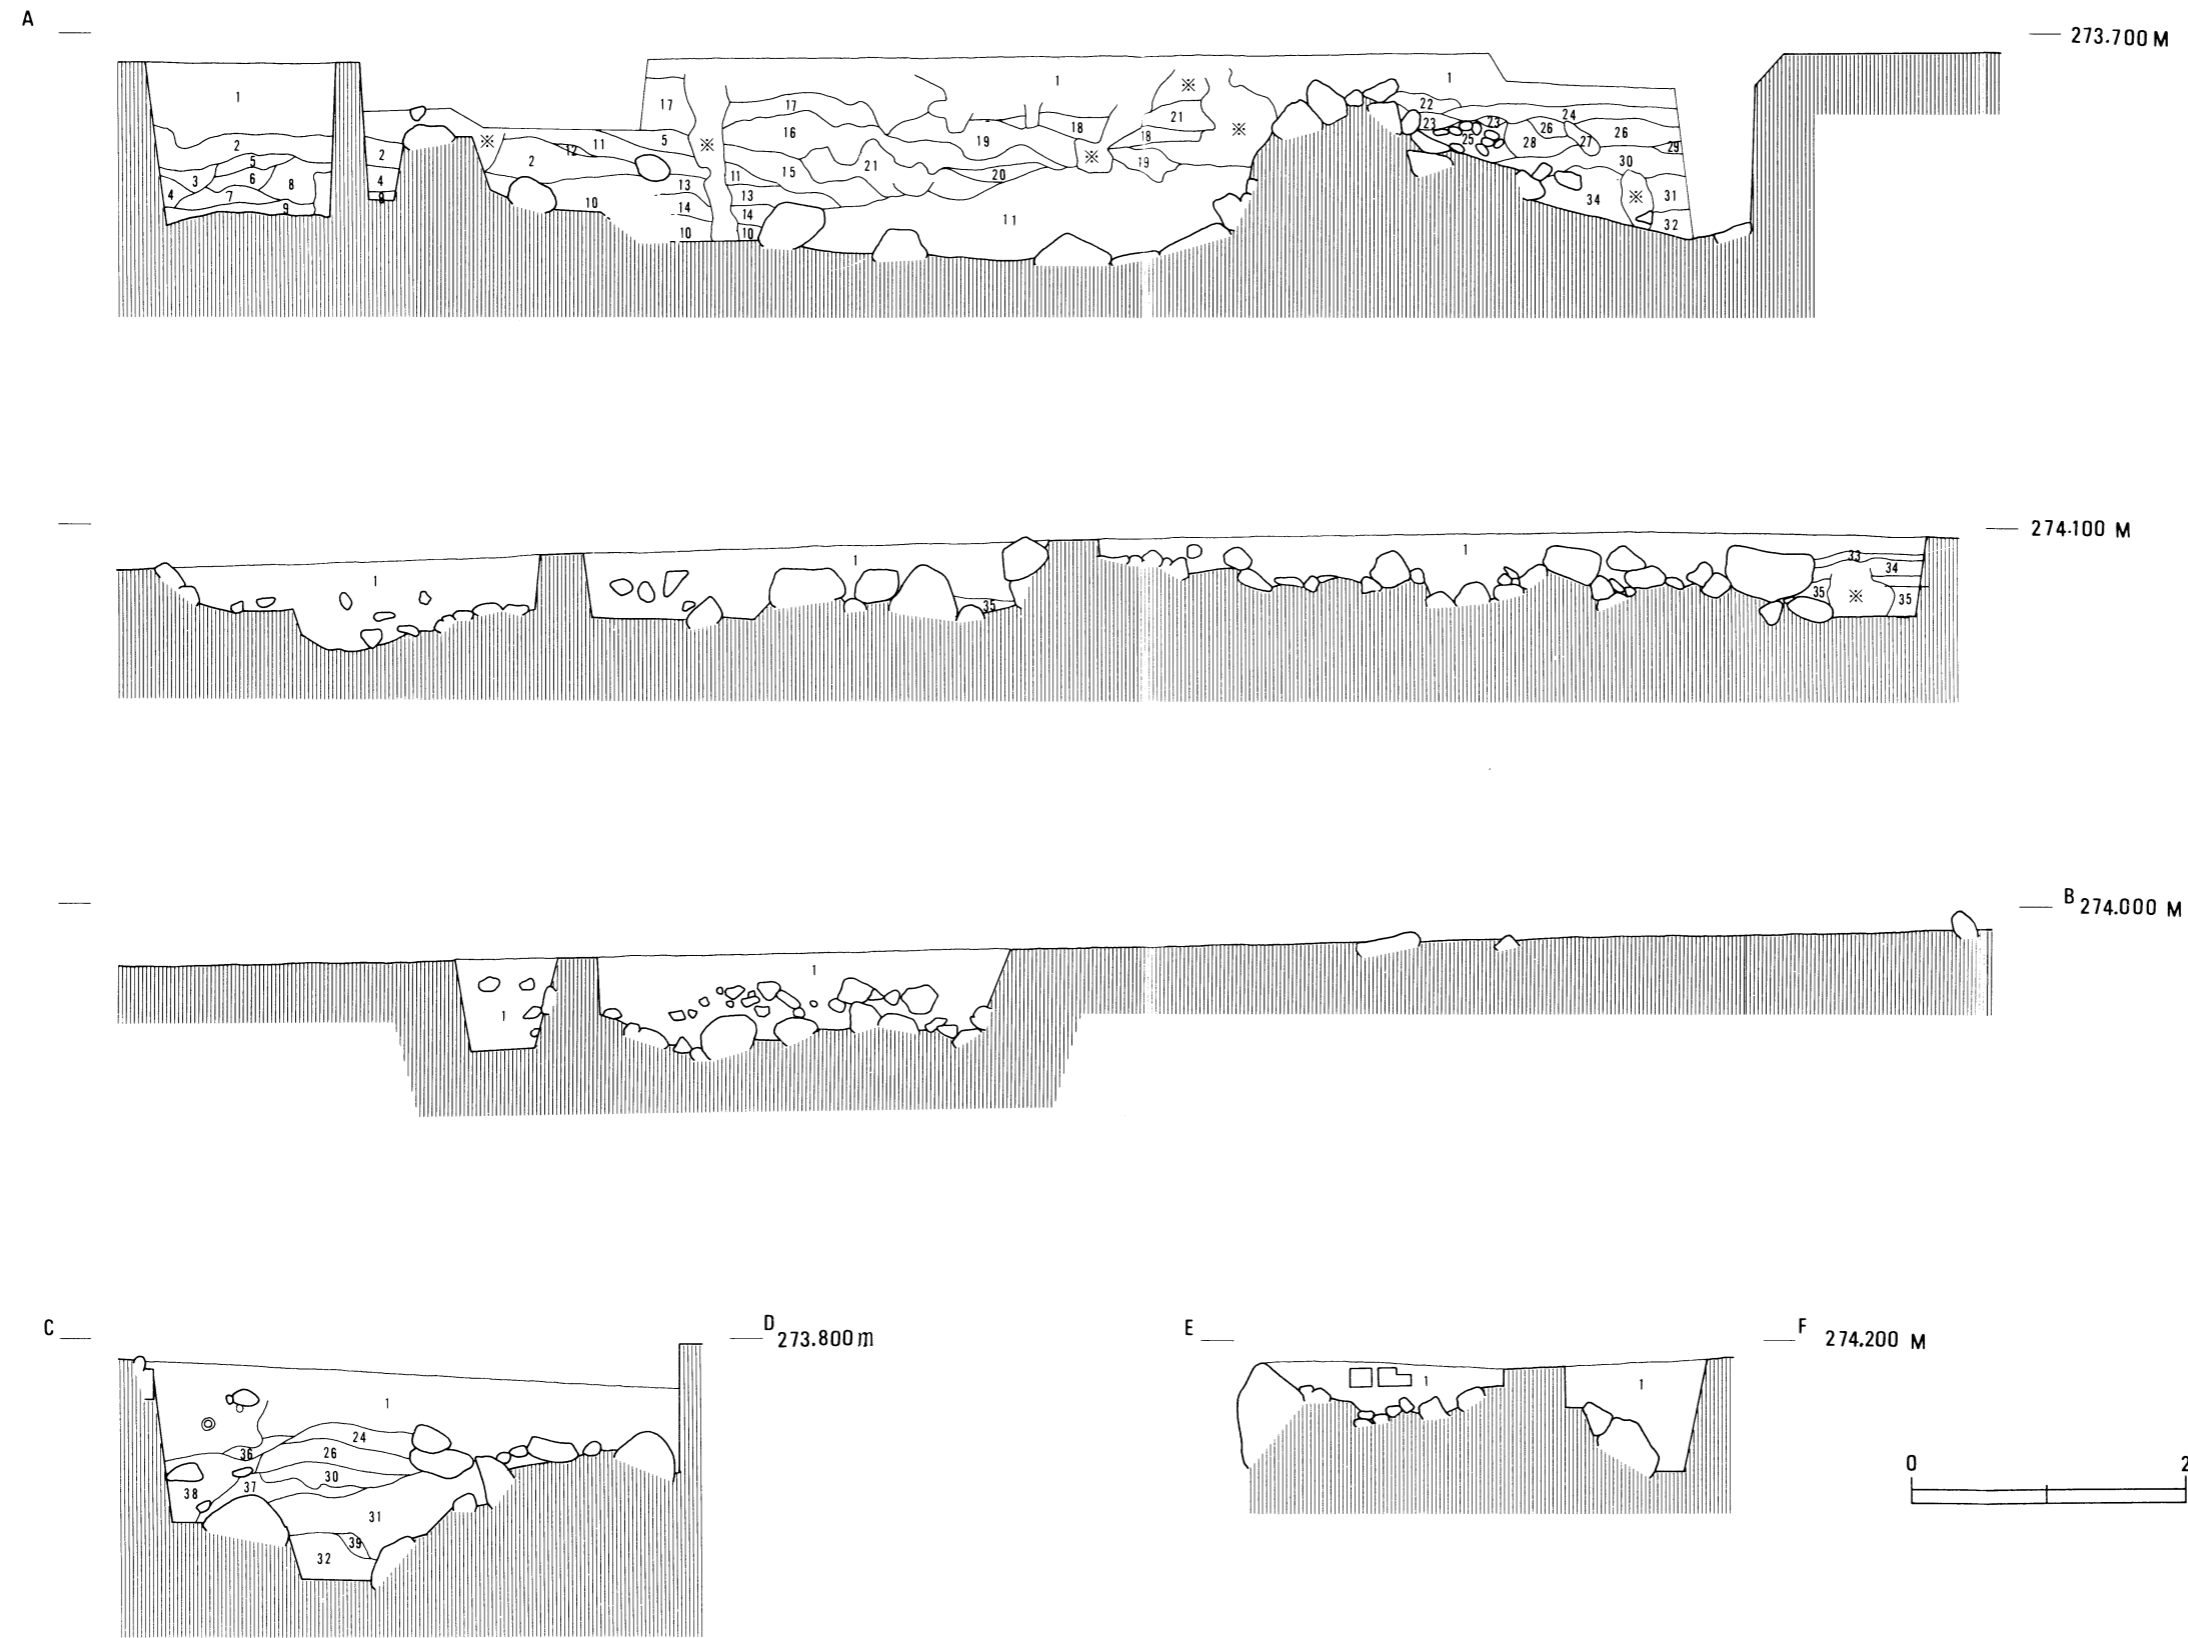 A
273.700 M
1 17 1 ※ 1
17 22 24
16 18 21 ※ 23 23 26 26
※ 2 12 11 5 ※ 19 18 25 28 27 29
2 5 2 21 ※ 19 30
3 6 8 4 13 11 15 20 ※ 31
4 7 9 9 10 14 13 14 11 34 32
10 10
274.100 M
1 1 1 33
34
35 35 ※ 35
B 274.000 M
1
1
C D 273.800m
1
24
36 26
30
38 37
31
39
32
E F 274.200 M
1 1
0 2